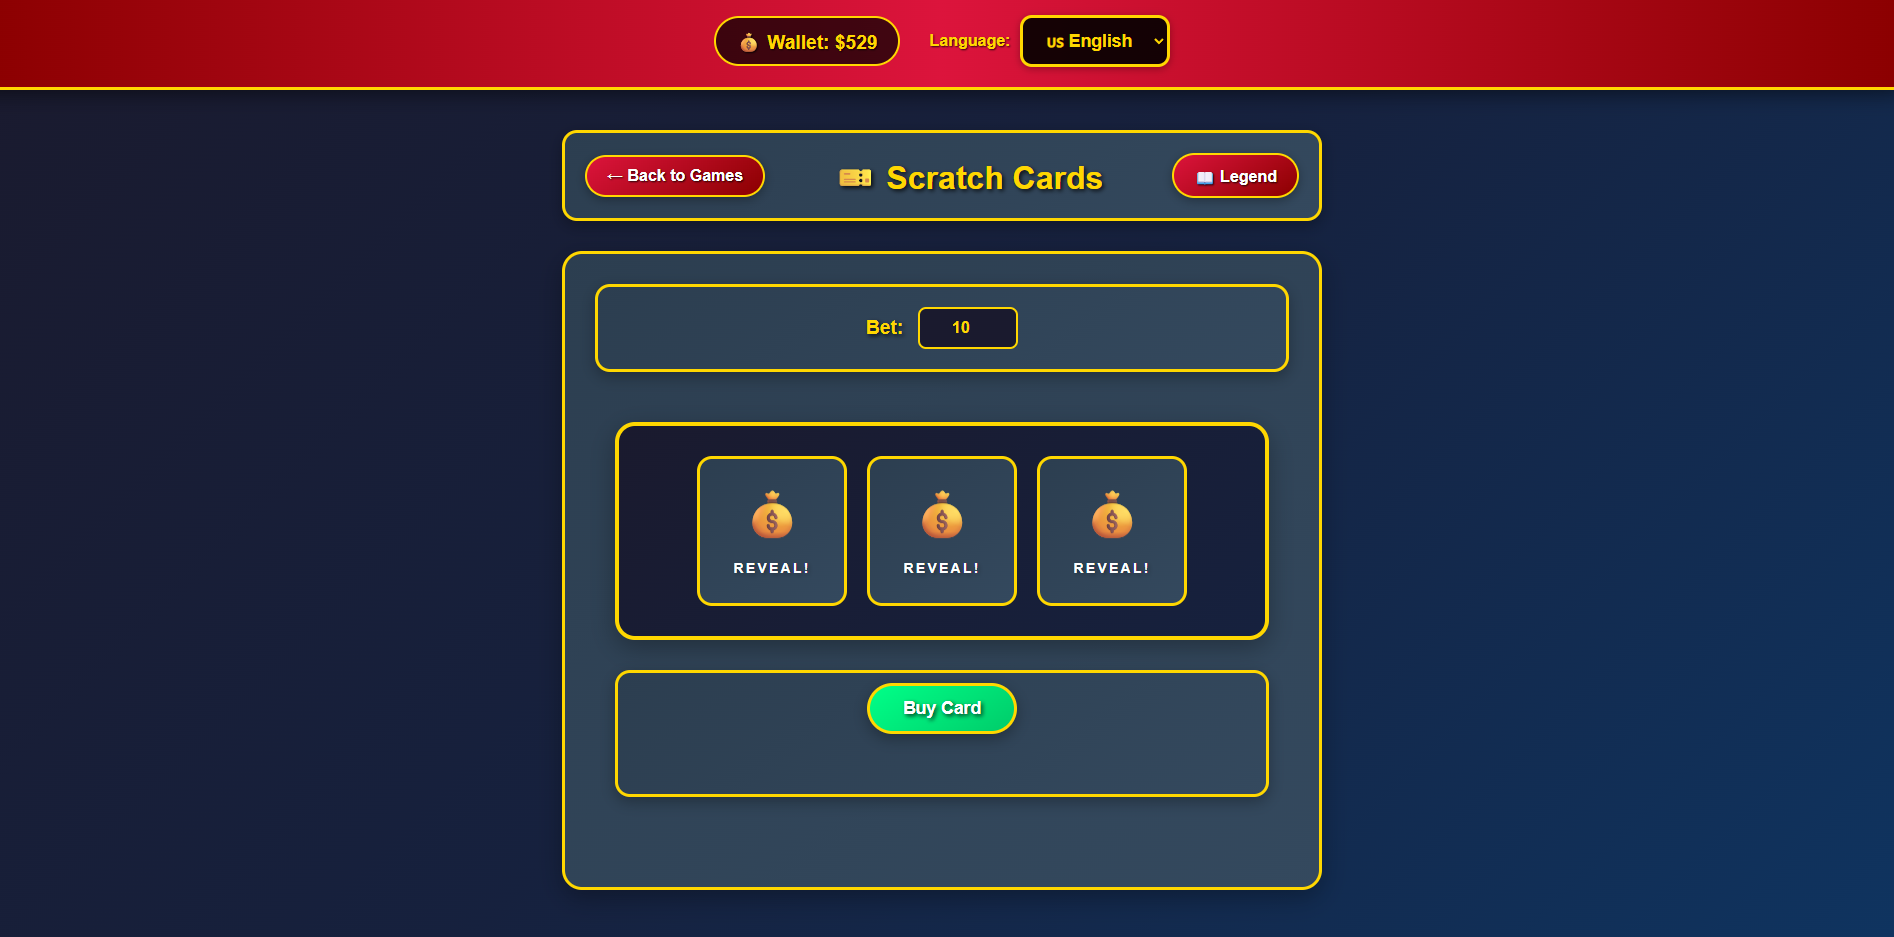 Wallet: $529
Language:
US English
← Back to Games
Scratch Cards
Legend
Bet:
10
REVEAL!
REVEAL!
REVEAL!
Buy Card